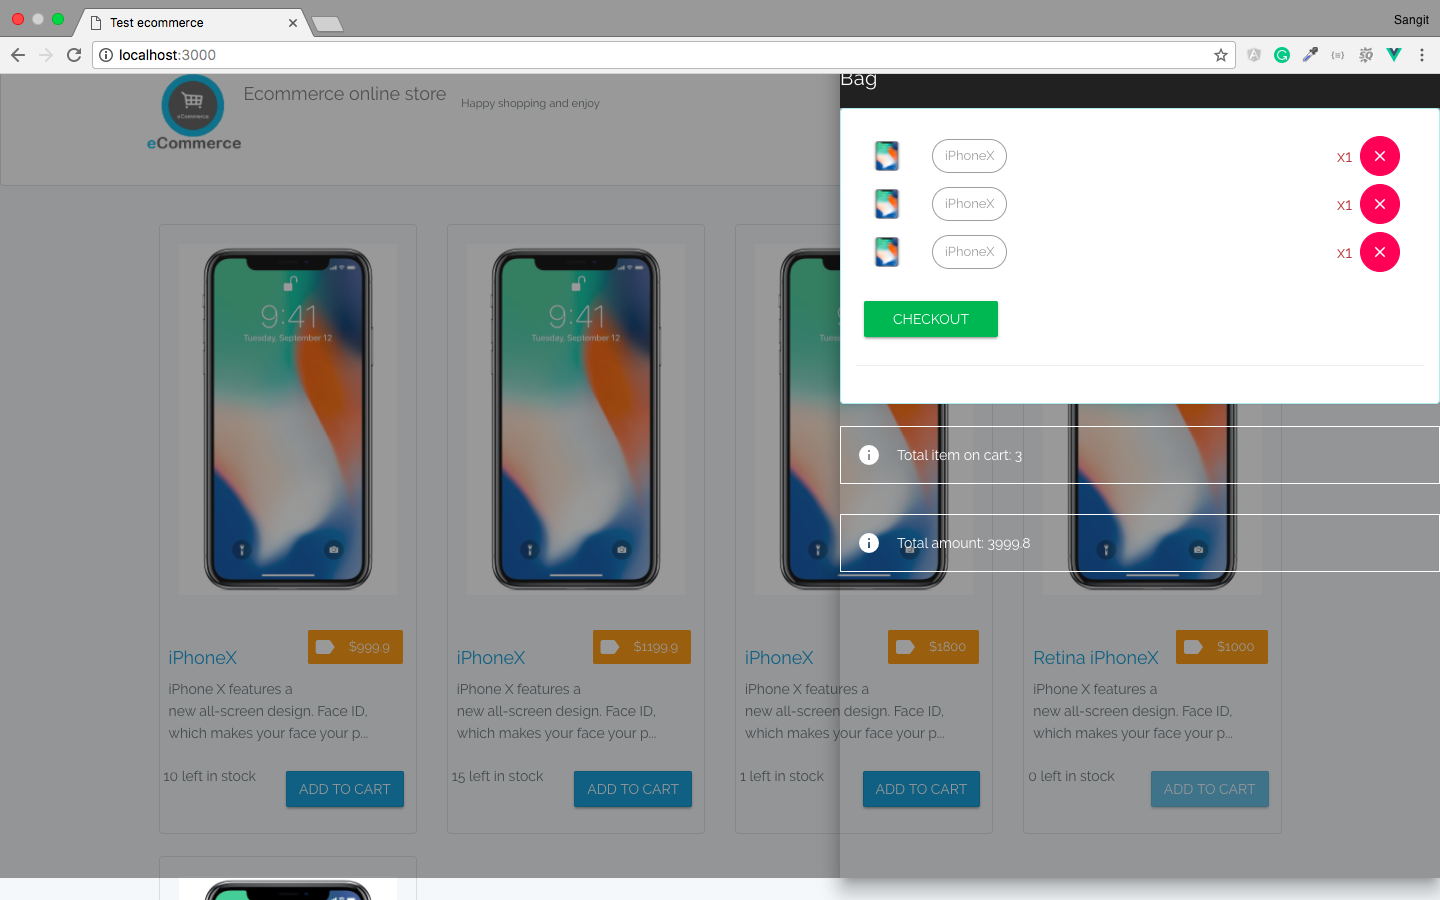 Test ecommerce
Sangit
localhost:3000
Bag
eCommerce
eCommerce
Ecommerce online store
Happy shopping and enjoy
iPhoneX
x1
iPhoneX
x1
iPhoneX
x1
CHECKOUT
Total item on cart: 3
Total amount: 3999.8
9:41
Tuesday, September 12
9:41
Tuesday, September 12
9:4
Tuesday, Septem
iPhoneX
$999.9
iPhone X features a
new all-screen design. Face ID,
which makes your face your p...
10 left in stock
ADD TO CART
iPhoneX
$1199.9
iPhone X features a
new all-screen design. Face ID,
which makes your face your p...
15 left in stock
ADD TO CART
iPhoneX
$1800
iPhone X features a
new all-screen design. Face ID,
which makes your face your p...
1 left in stock
ADD TO CART
Retina iPhoneX
$1000
iPhone X features a
new all-screen design. Face ID,
which makes your face your p...
0 left in stock
ADD TO CART